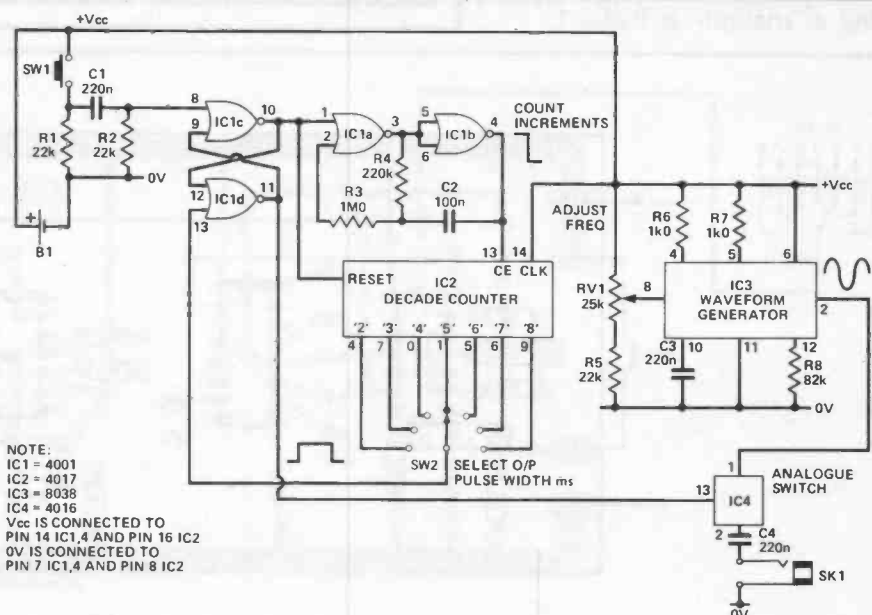 +Vcc
SW1
C1
220n
R1
22k
R2
22k
0V
B1
8
9
10
IC1c
12
13
11
IC1d
1
2
3
IC1a
5
6
4
IC1b
R4
220k
R3
1M0
C2
100n
COUNT
INCREMENTS
13
14
RESET
CE
CLK
IC2
DECADE COUNTER
'2'
'3'
'4'
'5'
'6'
'7'
'8'
4
7
0
1
5
6
9
SW2
SELECT O/P
PULSE WIDTH ms
ADJUST
FREQ
RV1
25k
R5
22k
+Vcc
R6
1k0
R7
1k0
4
5
6
8
IC3
WAVEFORM
GENERATOR
2
C3
220n
10
11
12
R8
82k
0V
1
ANALOGUE
SWITCH
13
IC4
2
C4
220n
SK1
0V
NOTE:
IC1 = 4001
IC2 = 4017
IC3 = 8038
IC4 = 4016
Vcc IS CONNECTED TO
PIN 14 IC1,4 AND PIN 16 IC2
0V IS CONNECTED TO
PIN 7 IC1,4 AND PIN 8 IC2